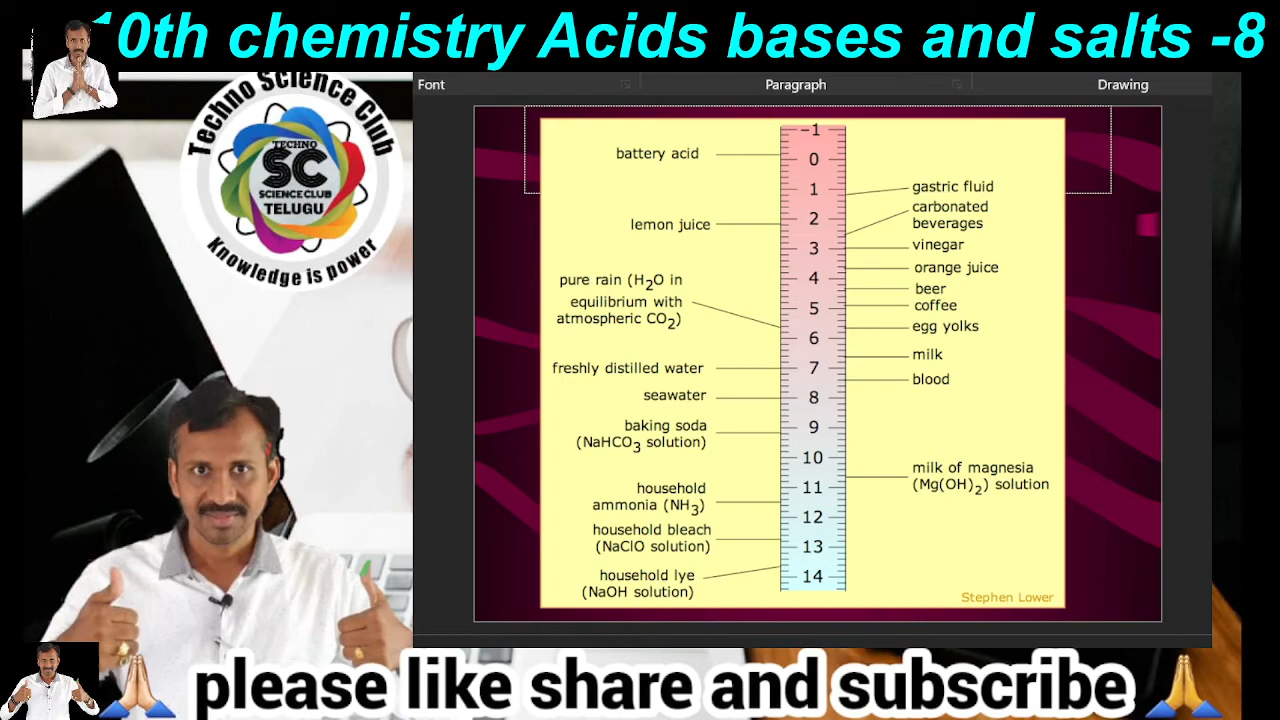 10th chemistry Acids bases and salts -8
Techno Science Club
TECHNO
SC
SCIENCE CLUB
TELUGU
Knowledge is power
Font
Paragraph
Drawing
−1
0
1
2
3
4
5
6
7
8
9
10
11
12
13
14
battery acid
lemon juice
pure rain (H2O in
equilibrium with
atmospheric CO2)
freshly distilled water
seawater
baking soda
(NaHCO3 solution)
household
ammonia (NH3)
household bleach
(NaClO solution)
household lye
(NaOH solution)
gastric fluid
carbonated
beverages
vinegar
orange juice
beer
coffee
egg yolks
milk
blood
milk of magnesia
(Mg(OH)2) solution
Stephen Lower
please like share and subscribe